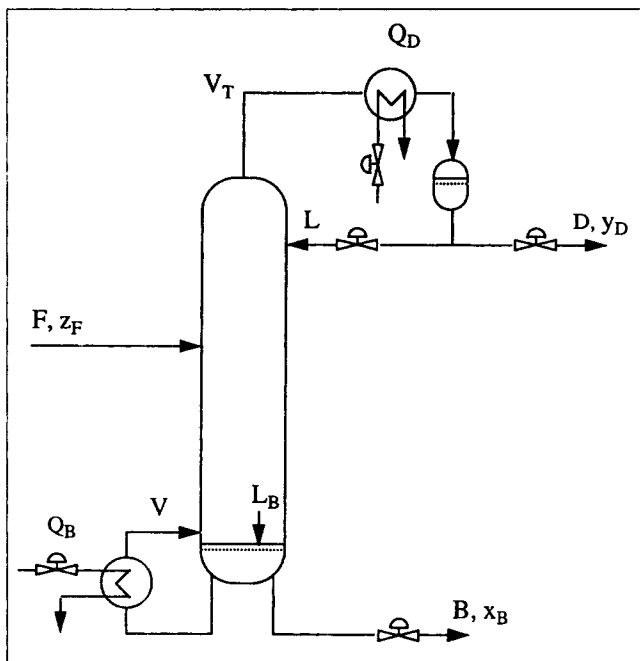 Q_D
V_T
L
D, y_D
F, z_F
L_B
V
Q_B
B, x_B